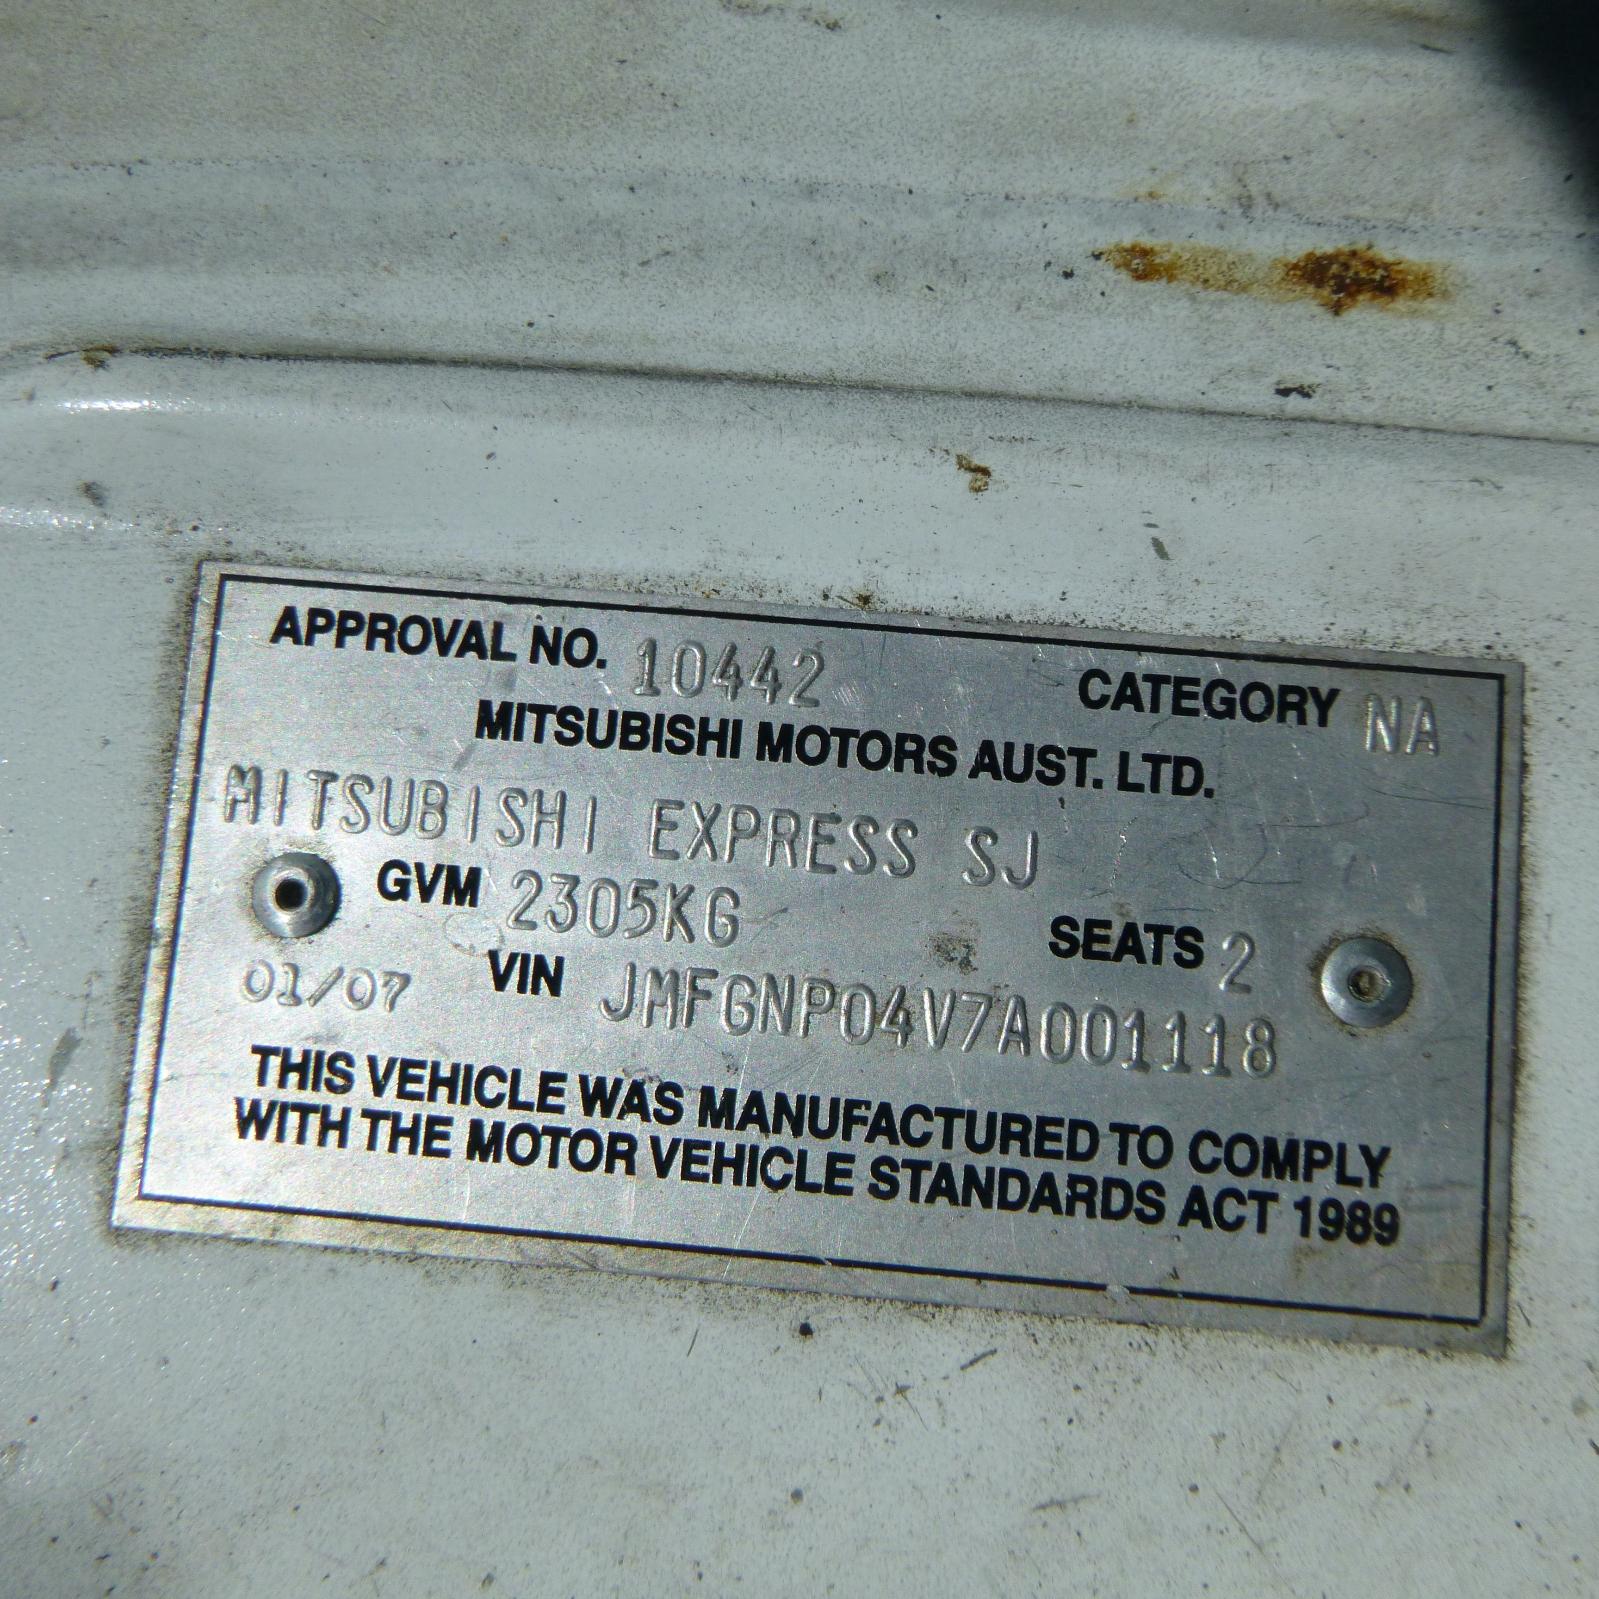 APPROVAL NO. 10442 CATEGORY NA
MITSUBISHI MOTORS AUST. LTD.
MITSUBISHI EXPRESS SJ
GVM 2305KG SEATS 2
01/07 VIN JMFGNP04V7A001118
THIS VEHICLE WAS MANUFACTURED TO COMPLY
WITH THE MOTOR VEHICLE STANDARDS ACT 1989